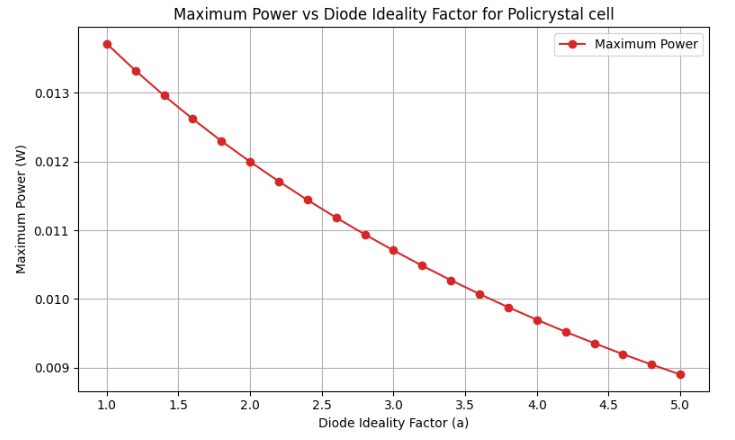 Maximum Power vs Diode Ideality Factor for Policrystal cell
Maximum Power
0.013
0.012
0.011
0.010
0.009
Maximum Power (W)
1.0 1.5 2.0 2.5 3.0 3.5 4.0 4.5 5.0
Diode Ideality Factor (a)